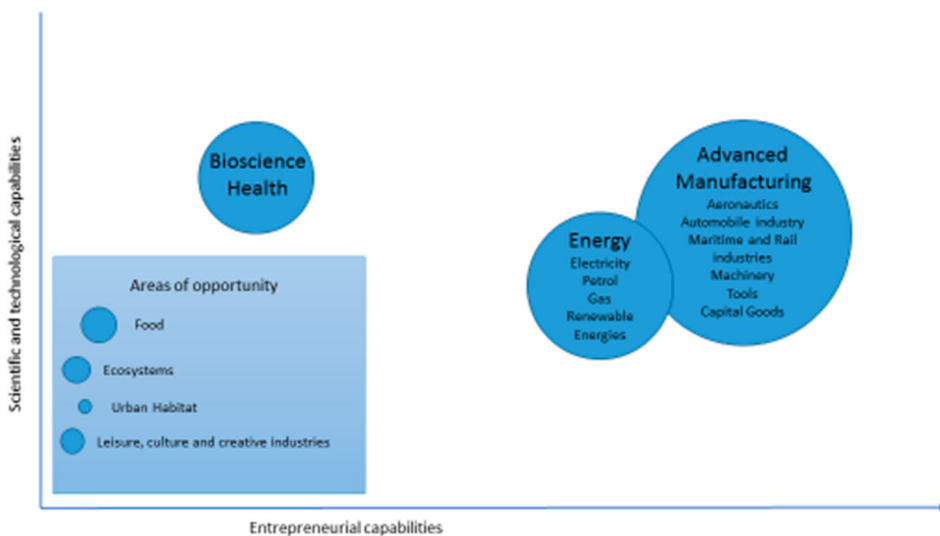 Scientific and technological capabilities
Bioscience
Health
Advanced
Manufacturing
Aeronautics
Automobile industry
Maritime and Rail
industries
Machinery
Tools
Capital Goods
Energy
Electricity
Petrol
Gas
Renewable
Energies
Areas of opportunity
Food
Ecosystems
Urban Habitat
Leisure, culture and creative industries
Entrepreneurial capabilities